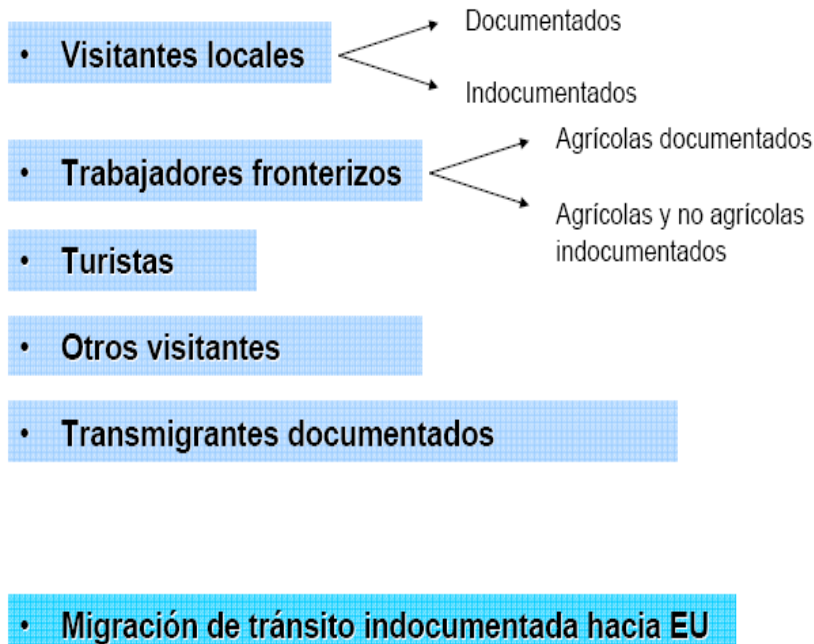 • Visitantes locales
Documentados
Indocumentados
• Trabajadores fronterizos
Agrícolas documentados
Agrícolas y no agrícolas
indocumentados
• Turistas
• Otros visitantes
• Transmigrantes documentados
• Migración de tránsito indocumentada hacia EU